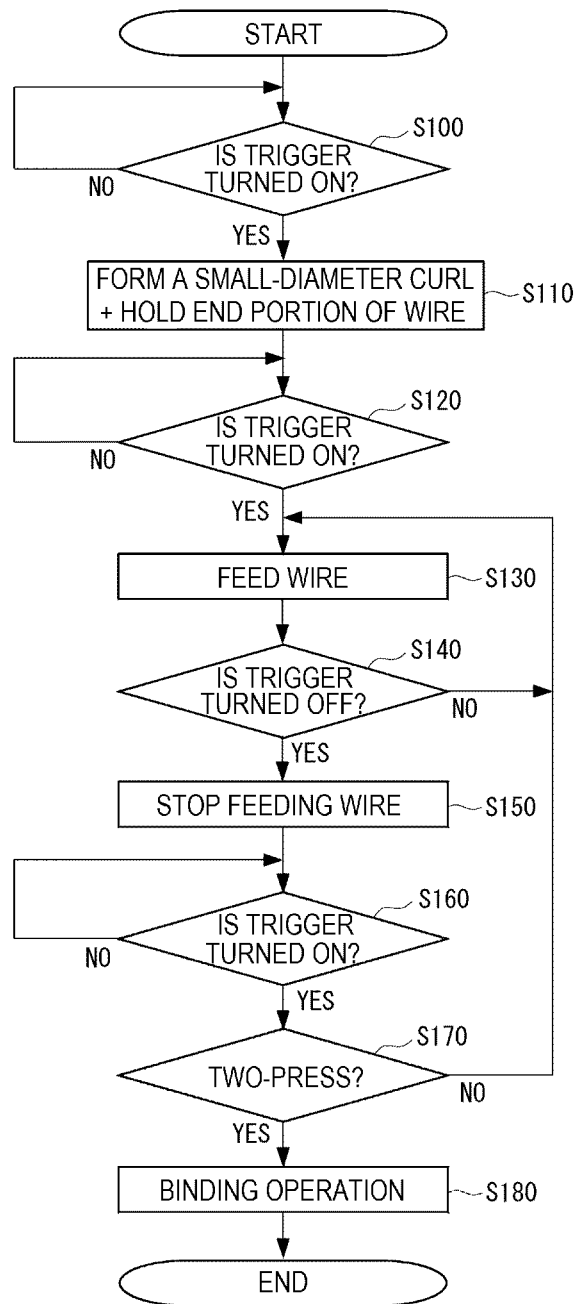 START
S100
IS TRIGGER
TURNED ON?
NO
YES
FORM A SMALL-DIAMETER CURL
+ HOLD END PORTION OF WIRE
S110
S120
IS TRIGGER
TURNED ON?
NO
YES
FEED WIRE
S130
S140
IS TRIGGER
TURNED OFF?
NO
YES
STOP FEEDING WIRE
S150
S160
IS TRIGGER
TURNED ON?
NO
YES
S170
TWO-PRESS?
NO
YES
BINDING OPERATION
S180
END